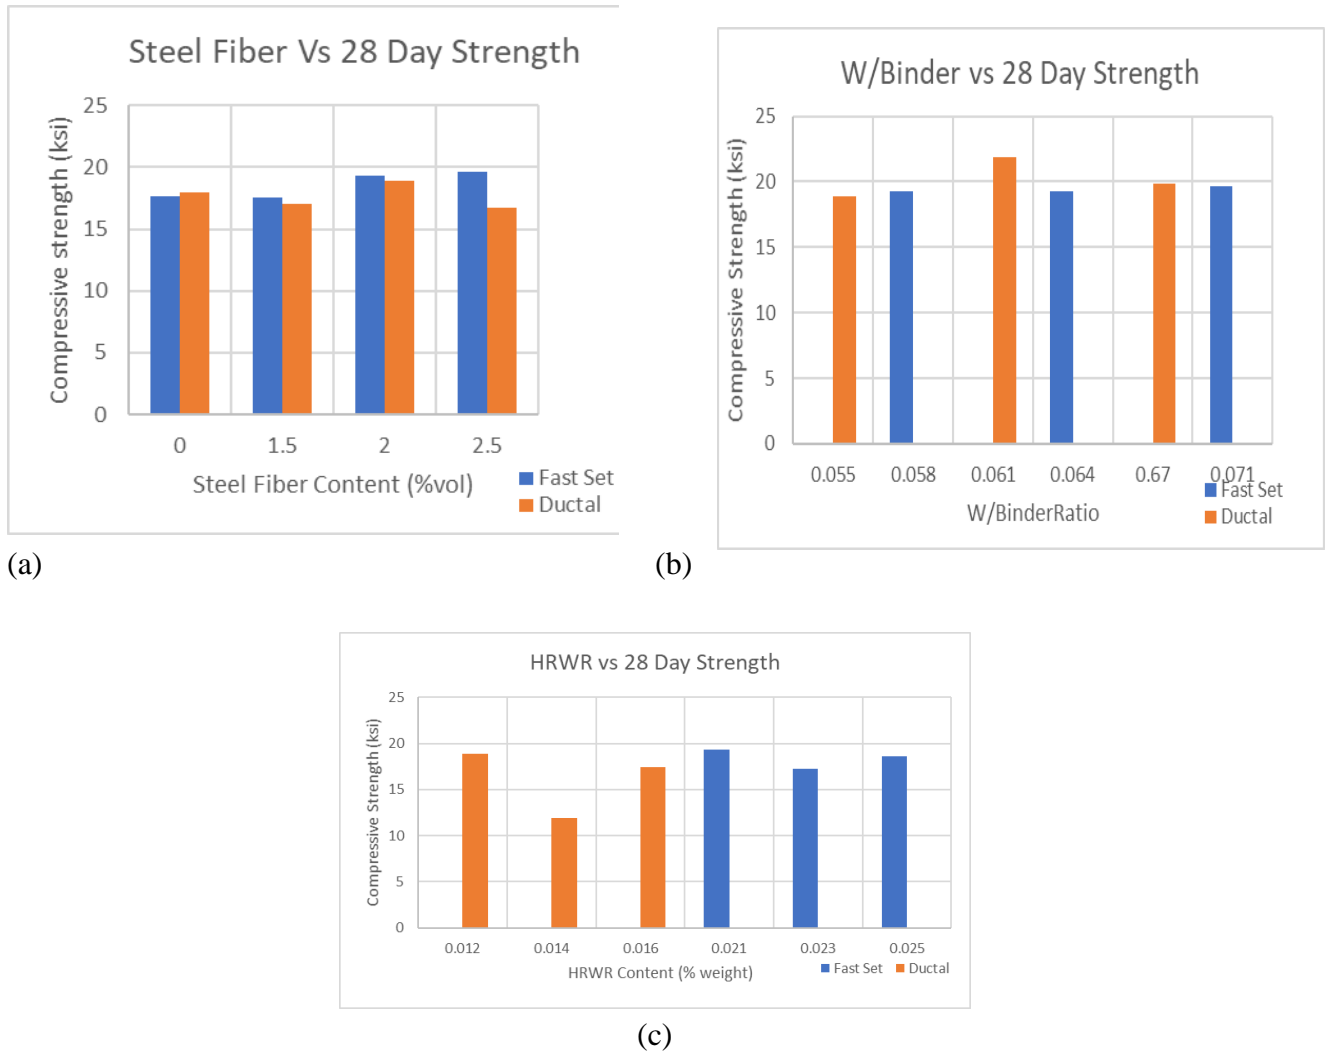 Steel Fiber Vs 28 Day Strength
Compressive strength (ksi)
25
20
15
10
5
0
0 1.5 2 2.5
Steel Fiber Content (%vol)
Fast Set
Ductal
(a)
W/Binder vs 28 Day Strength
Compressive Strength (ksi)
25
20
15
10
5
0
0.055 0.058 0.061 0.064 0.67 0.071
W/BinderRatio
Fast Set
Ductal
(b)
HRWR vs 28 Day Strength
Compressive Strength (ksi)
25
20
15
10
5
0
0.012 0.014 0.016 0.021 0.023 0.025
HRWR Content (% weight)
Fast Set Ductal
(c)